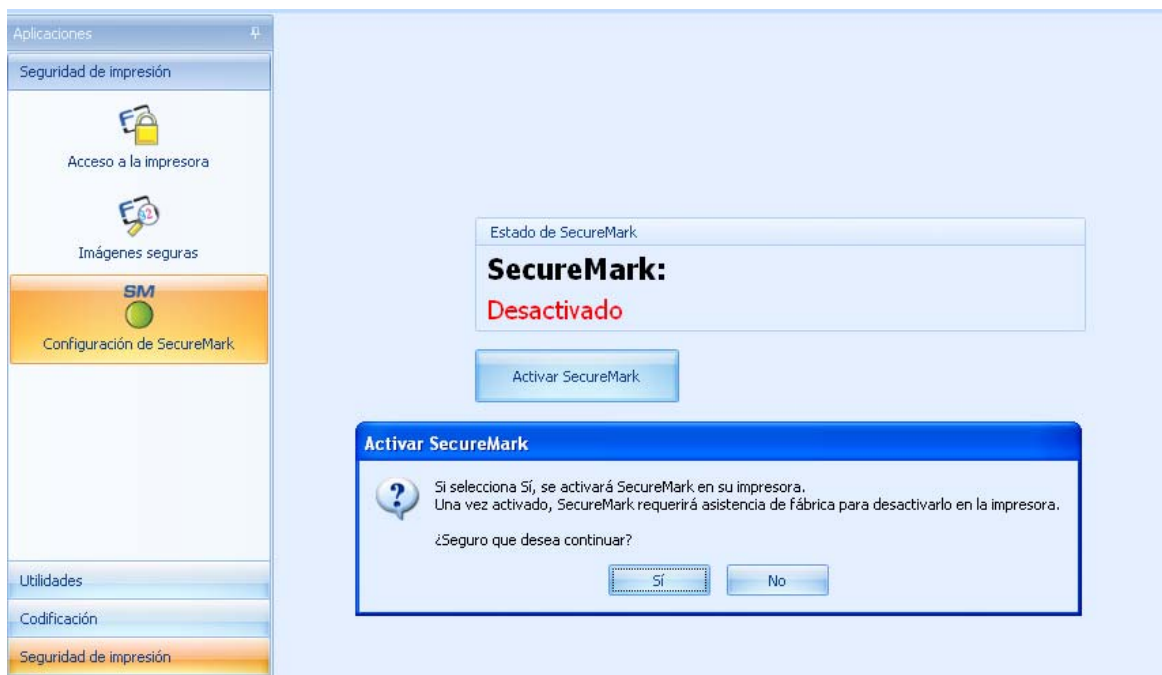 Aplicaciones
Seguridad de impresión
Acceso a la impresora
Imágenes seguras
SM
Configuración de SecureMark
Utilidades
Codificación
Seguridad de impresión
Estado de SecureMark
SecureMark:
Desactivado
Activar SecureMark
Activar SecureMark
Si selecciona Sí, se activará SecureMark en su impresora.
Una vez activado, SecureMark requerirá asistencia de fábrica para desactivarlo en la impresora.
¿Seguro que desea continuar?
Sí
No